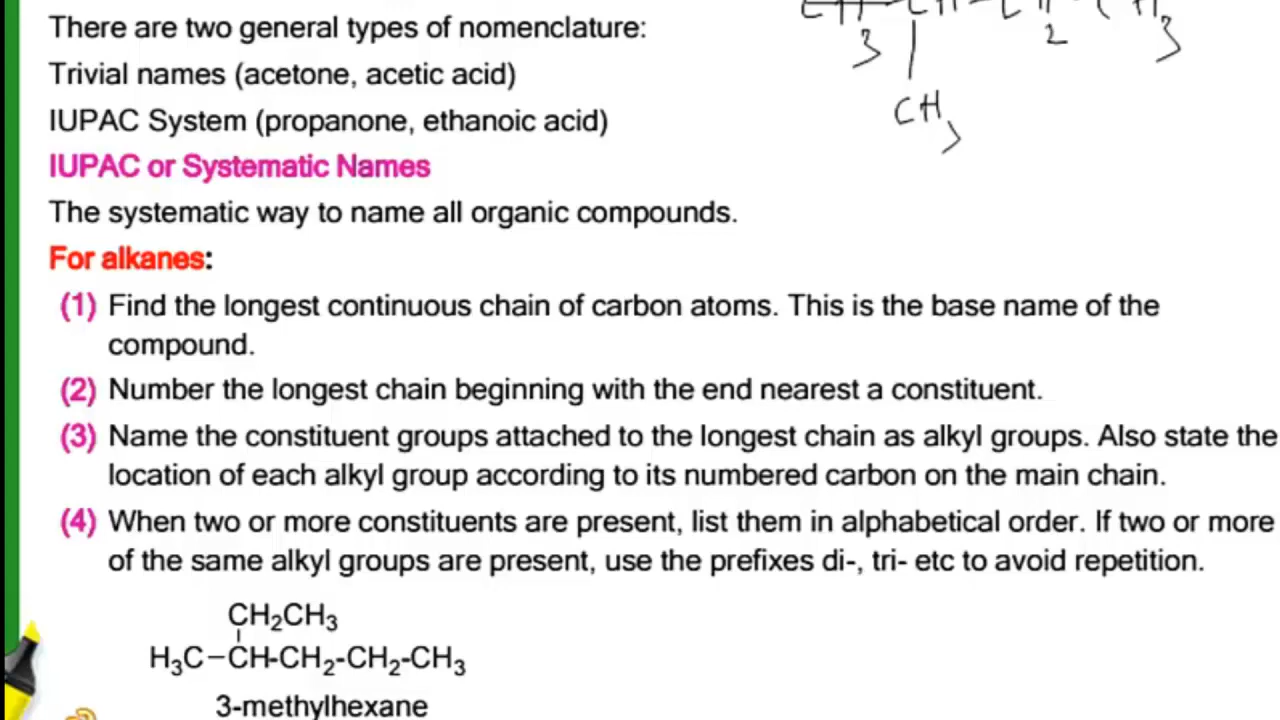 There are two general types of nomenclature:
Trivial names (acetone, acetic acid)
IUPAC System (propanone, ethanoic acid)
CH3
IUPAC or Systematic Names
The systematic way to name all organic compounds.
For alkanes:
(1) Find the longest continuous chain of carbon atoms. This is the base name of the
compound.
(2) Number the longest chain beginning with the end nearest a constituent.
(3) Name the constituent groups attached to the longest chain as alkyl groups. Also state the
location of each alkyl group according to its numbered carbon on the main chain.
(4) When two or more constituents are present, list them in alphabetical order. If two or more
of the same alkyl groups are present, use the prefixes di-, tri- etc to avoid repetition.
CH₂CH₃
H₃C–CH-CH₂-CH₂-CH₃
3-methylhexane